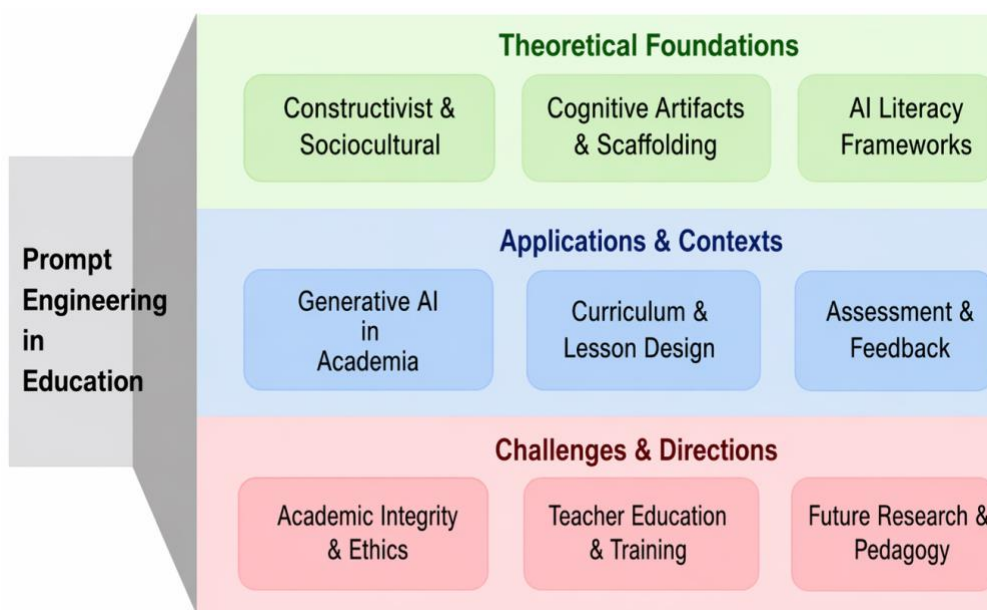 Prompt
Engineering
in
Education
Theoretical Foundations
Constructivist &
Sociocultural
Cognitive Artifacts
& Scaffolding
AI Literacy
Frameworks
Applications & Contexts
Generative AI
in
Academia
Curriculum &
Lesson Design
Assessment &
Feedback
Challenges & Directions
Academic Integrity
& Ethics
Teacher Education
& Training
Future Research &
Pedagogy